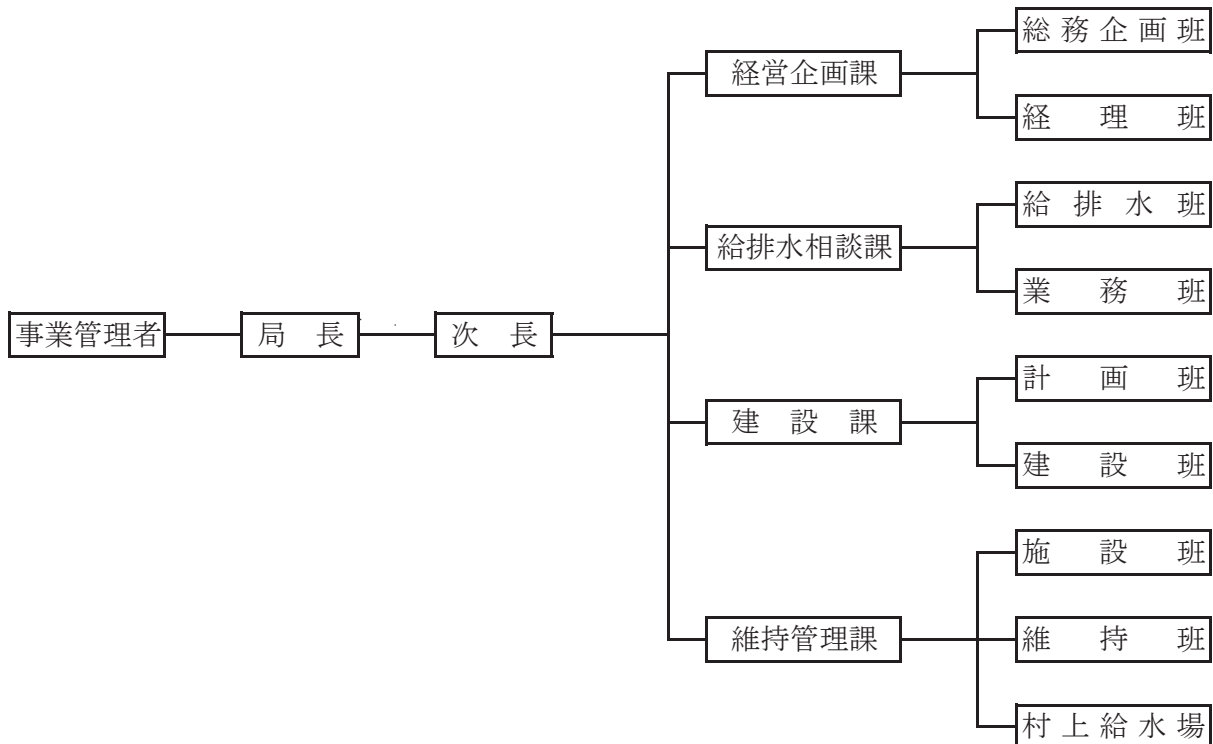 事業管理者
局長
次長
経営企画課
総務企画班
経理班
給排水相談課
給排水班
業務班
建設課
計画班
建設班
維持管理課
施設班
維持班
村上給水場